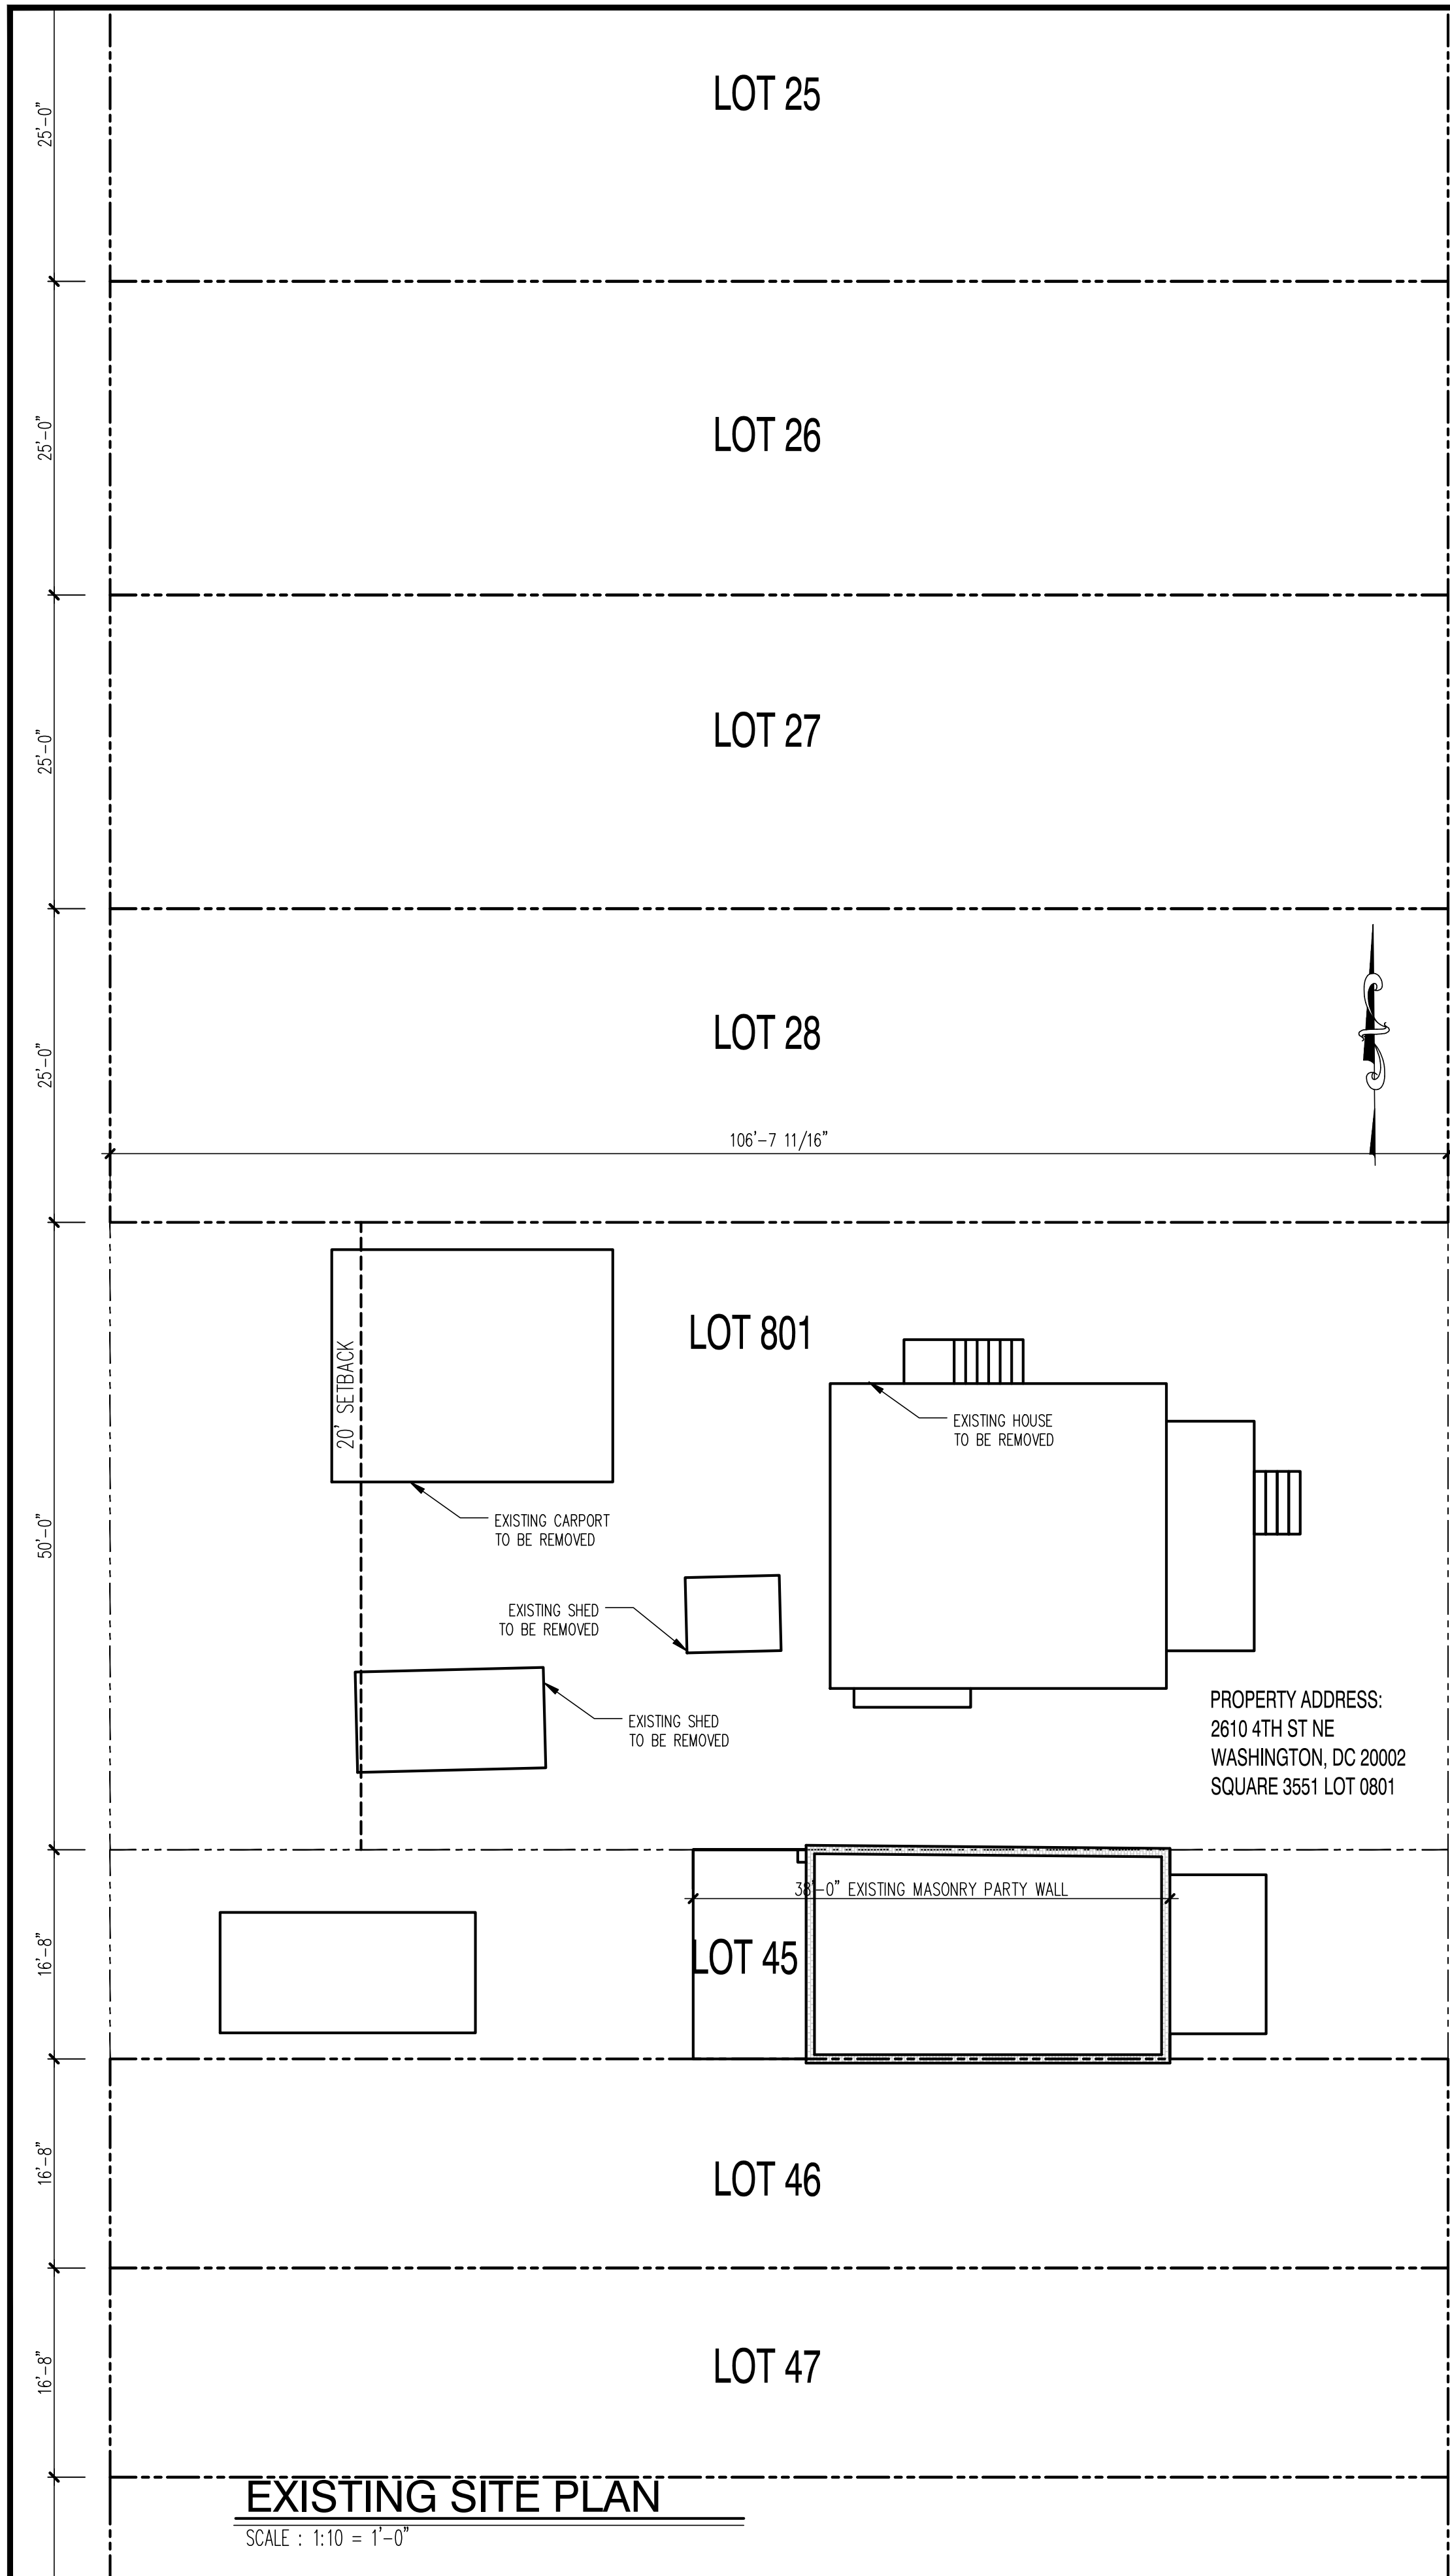 LOT 25
25'-0"
LOT 26
25'-0"
LOT 27
25'-0"
LOT 28
25'-0"
106'-7 11/16"
LOT 801
20' SETBACK
EXISTING HOUSE
TO BE REMOVED
EXISTING CARPORT
TO BE REMOVED
50'-0"
EXISTING SHED
TO BE REMOVED
EXISTING SHED
TO BE REMOVED
PROPERTY ADDRESS:
2610 4TH ST NE
WASHINGTON, DC 20002
SQUARE 3551 LOT 0801
38'-0" EXISTING MASONRY PARTY WALL
LOT 45
16'-8"
LOT 46
16'-8"
LOT 47
16'-8"
EXISTING SITE PLAN
SCALE : 1:10 = 1'-0"